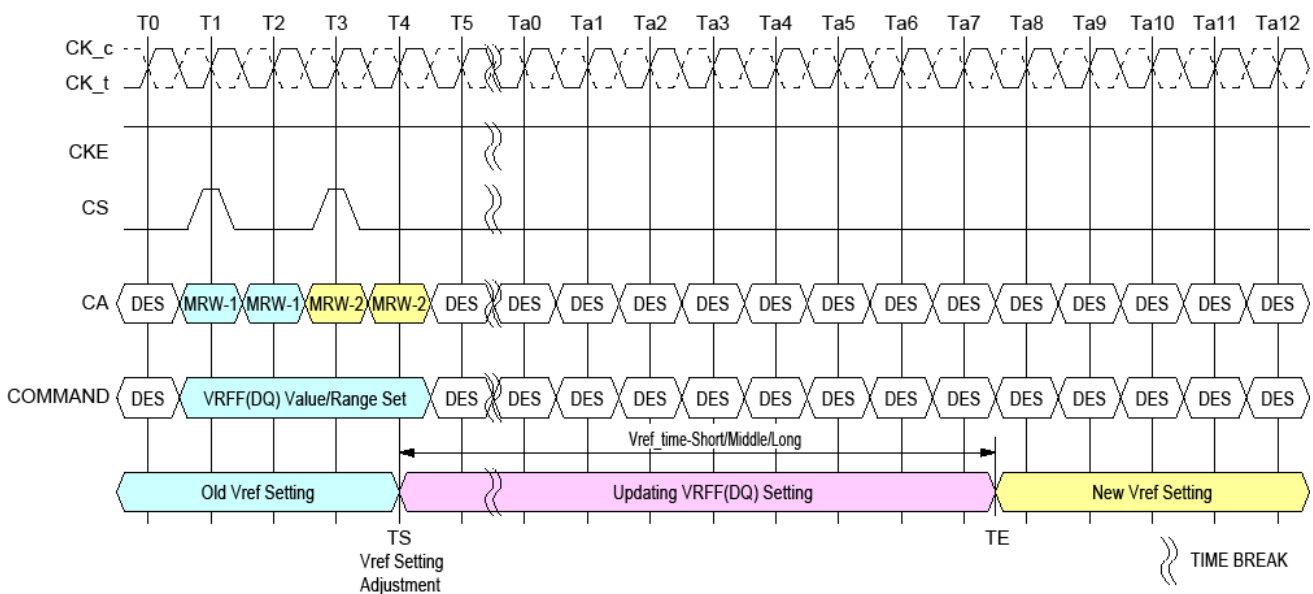 T0 T1 T2 T3 T4 T5 Ta0 Ta1 Ta2 Ta3 Ta4 Ta5 Ta6 Ta7 Ta8 Ta9 Ta10 Ta11 Ta12
CK_c
CK_t
CKE
CS
CA DES MRW-1 MRW-1 MRW-2 MRW-2 DES DES DES DES DES DES DES DES DES DES DES DES DES DES
COMMAND DES VRFF(DQ) Value/Range Set DES DES DES DES DES DES DES DES DES DES DES DES DES DES
Vref_time-Short/Middle/Long
Old Vref Setting Updating VRFF(DQ) Setting New Vref Setting
TS TE
Vref Setting
Adjustment
TIME BREAK